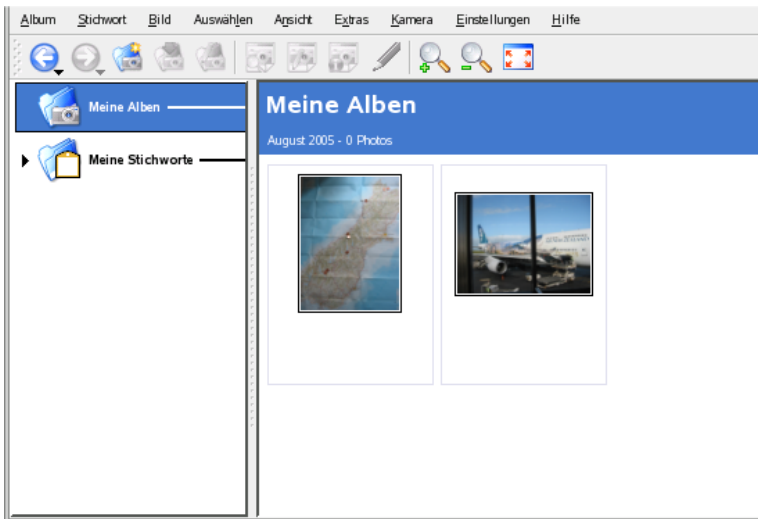 Album Stichwort Bild Auswählen Ansicht Extras Kamera Einstellungen Hilfe
Meine Alben
Meine Stichworte
Meine Alben
August 2005 - 0 Photos